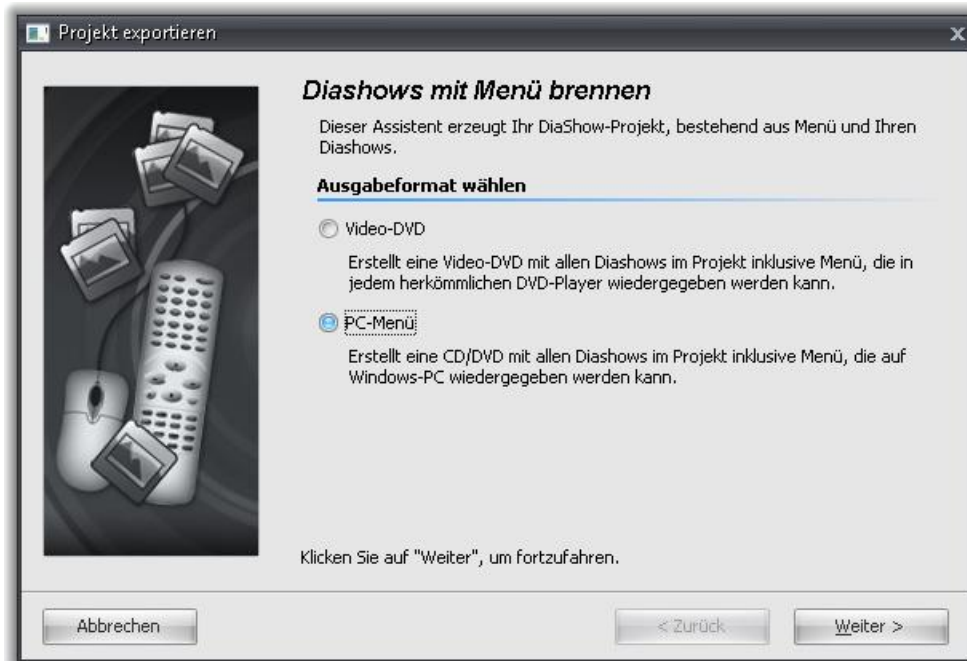 Projekt exportieren
Diashows mit Menü brennen
Dieser Assistent erzeugt Ihr DiaShow-Projekt, bestehend aus Menü und Ihren
Diashows.
Ausgabeformat wählen
Video-DVD
Erstellt eine Video-DVD mit allen Diashows im Projekt inklusive Menü, die in
jedem herkömmlichen DVD-Player wiedergegeben werden kann.
PC-Menü
Erstellt eine CD/DVD mit allen Diashows im Projekt inklusive Menü, die auf
Windows-PC wiedergegeben werden kann.
Klicken Sie auf "Weiter", um fortzufahren.
Abbrechen < Zurück Weiter >